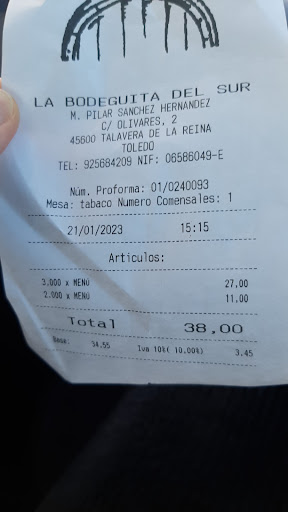 LA BODEGUITA DEL SUR
M. PILAR SANCHEZ HERNANDEZ
C/ OLIVARES, 2
45600 TALAVERA DE LA REINA
TOLEDO
TEL: 925684209 NIF: 06586049-E
Núm. Proforma: 01/0240093
Mesa: tabaco Numero Comensales: 1
21/01/2023 15:15
Articulos:
3.000 x MENÚ 27,00
2.000 x MENÚ 11,00
Total 38,00
Base: 34.55 Iva 10%( 10.00%) 3.45